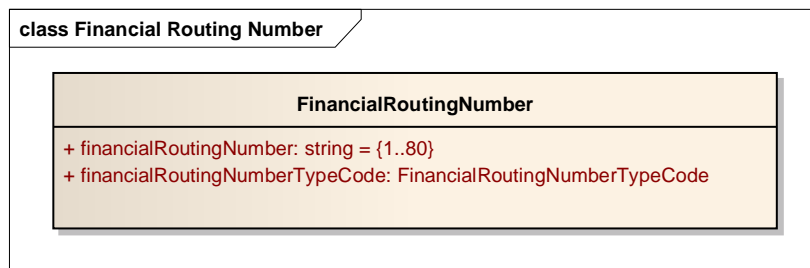 class Financial Routing Number
FinancialRoutingNumber
+ financialRoutingNumber: string = {1..80}
+ financialRoutingNumberTypeCode: FinancialRoutingNumberTypeCode